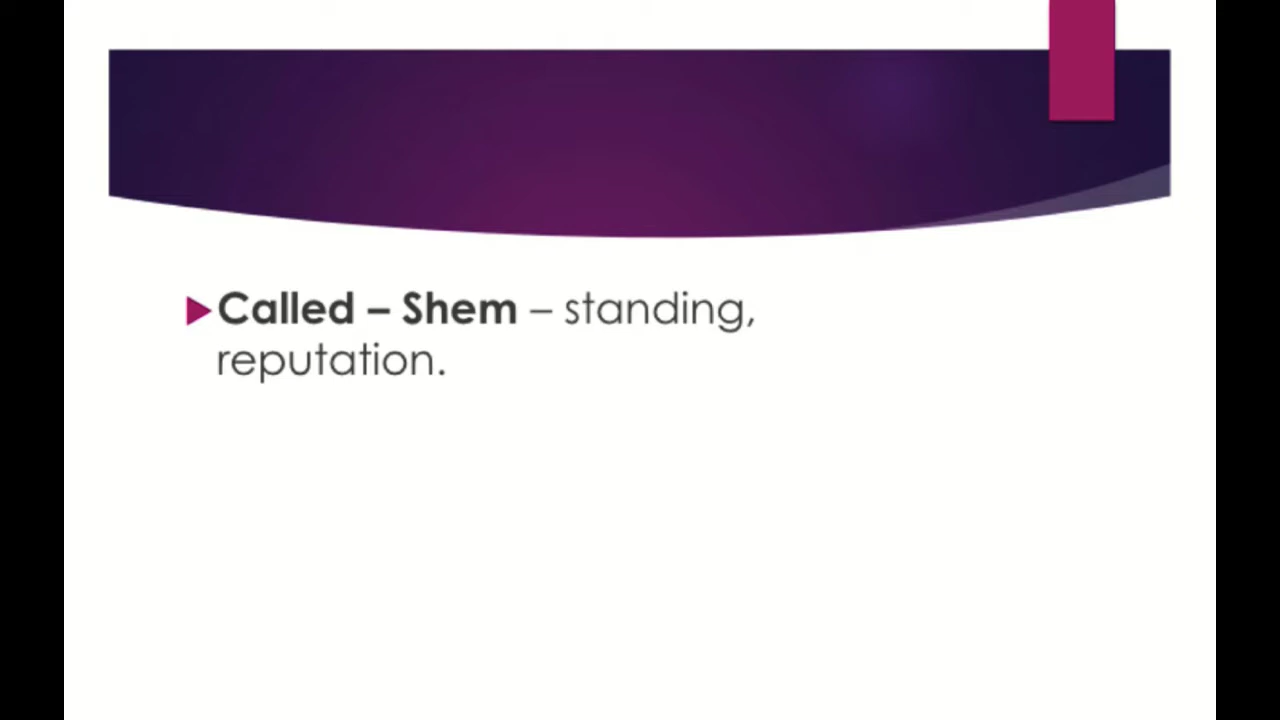 Called – Shem – standing,
reputation.